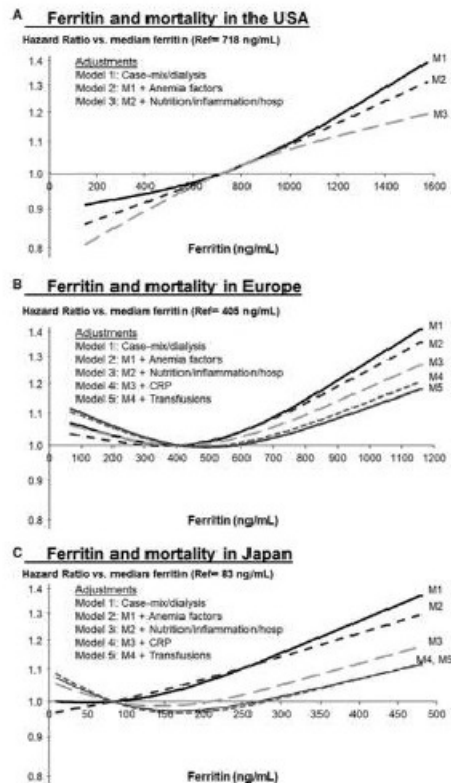 A Ferritin and mortality in the USA
Hazard Ratio vs. median ferritin (Ref= 718 ng/mL)
Adjustments
Model 1: Case-mix/dialysis
Model 2: M1 + Anemia factors
Model 3: M2 + Nutrition/inflammation/hosp
1.4
1.3
1.2
1.1
1.0
0.9
0.8
M1
M2
M3
200 400 600 800 1000 1200 1400 1600
Ferritin (ng/mL)
B Ferritin and mortality in Europe
Hazard Ratio vs. median ferritin (Ref= 405 ng/mL)
Adjustments
Model 1: Case-mix/dialysis
Model 2: M1 + Anemia factors
Model 3: M2 + Nutrition/inflammation/hosp
Model 4: M3 + CRP
Model 5: M4 + Transfusions
1.4
1.3
1.2
1.1
1.0
0.9
0.8
M1
M2
M3
M4
M5
100 200 300 400 500 600 700 800 900 1000 1100 1200
Ferritin (ng/mL)
C Ferritin and mortality in Japan
Hazard Ratio vs. median ferritin (Ref= 83 ng/mL)
Adjustments
Model 1: Case-mix/dialysis
Model 2: M1 + Anemia factors
Model 3: M2 + Nutrition/inflammation/hosp
Model 4: M3 + CRP
Model 5: M4 + Transfusions
1.4
1.3
1.2
1.1
1.0
0.9
0.8
M1
M2
M3
M4, M5
0 50 100 150 200 250 300 350 400 450 500
Ferritin (ng/mL)